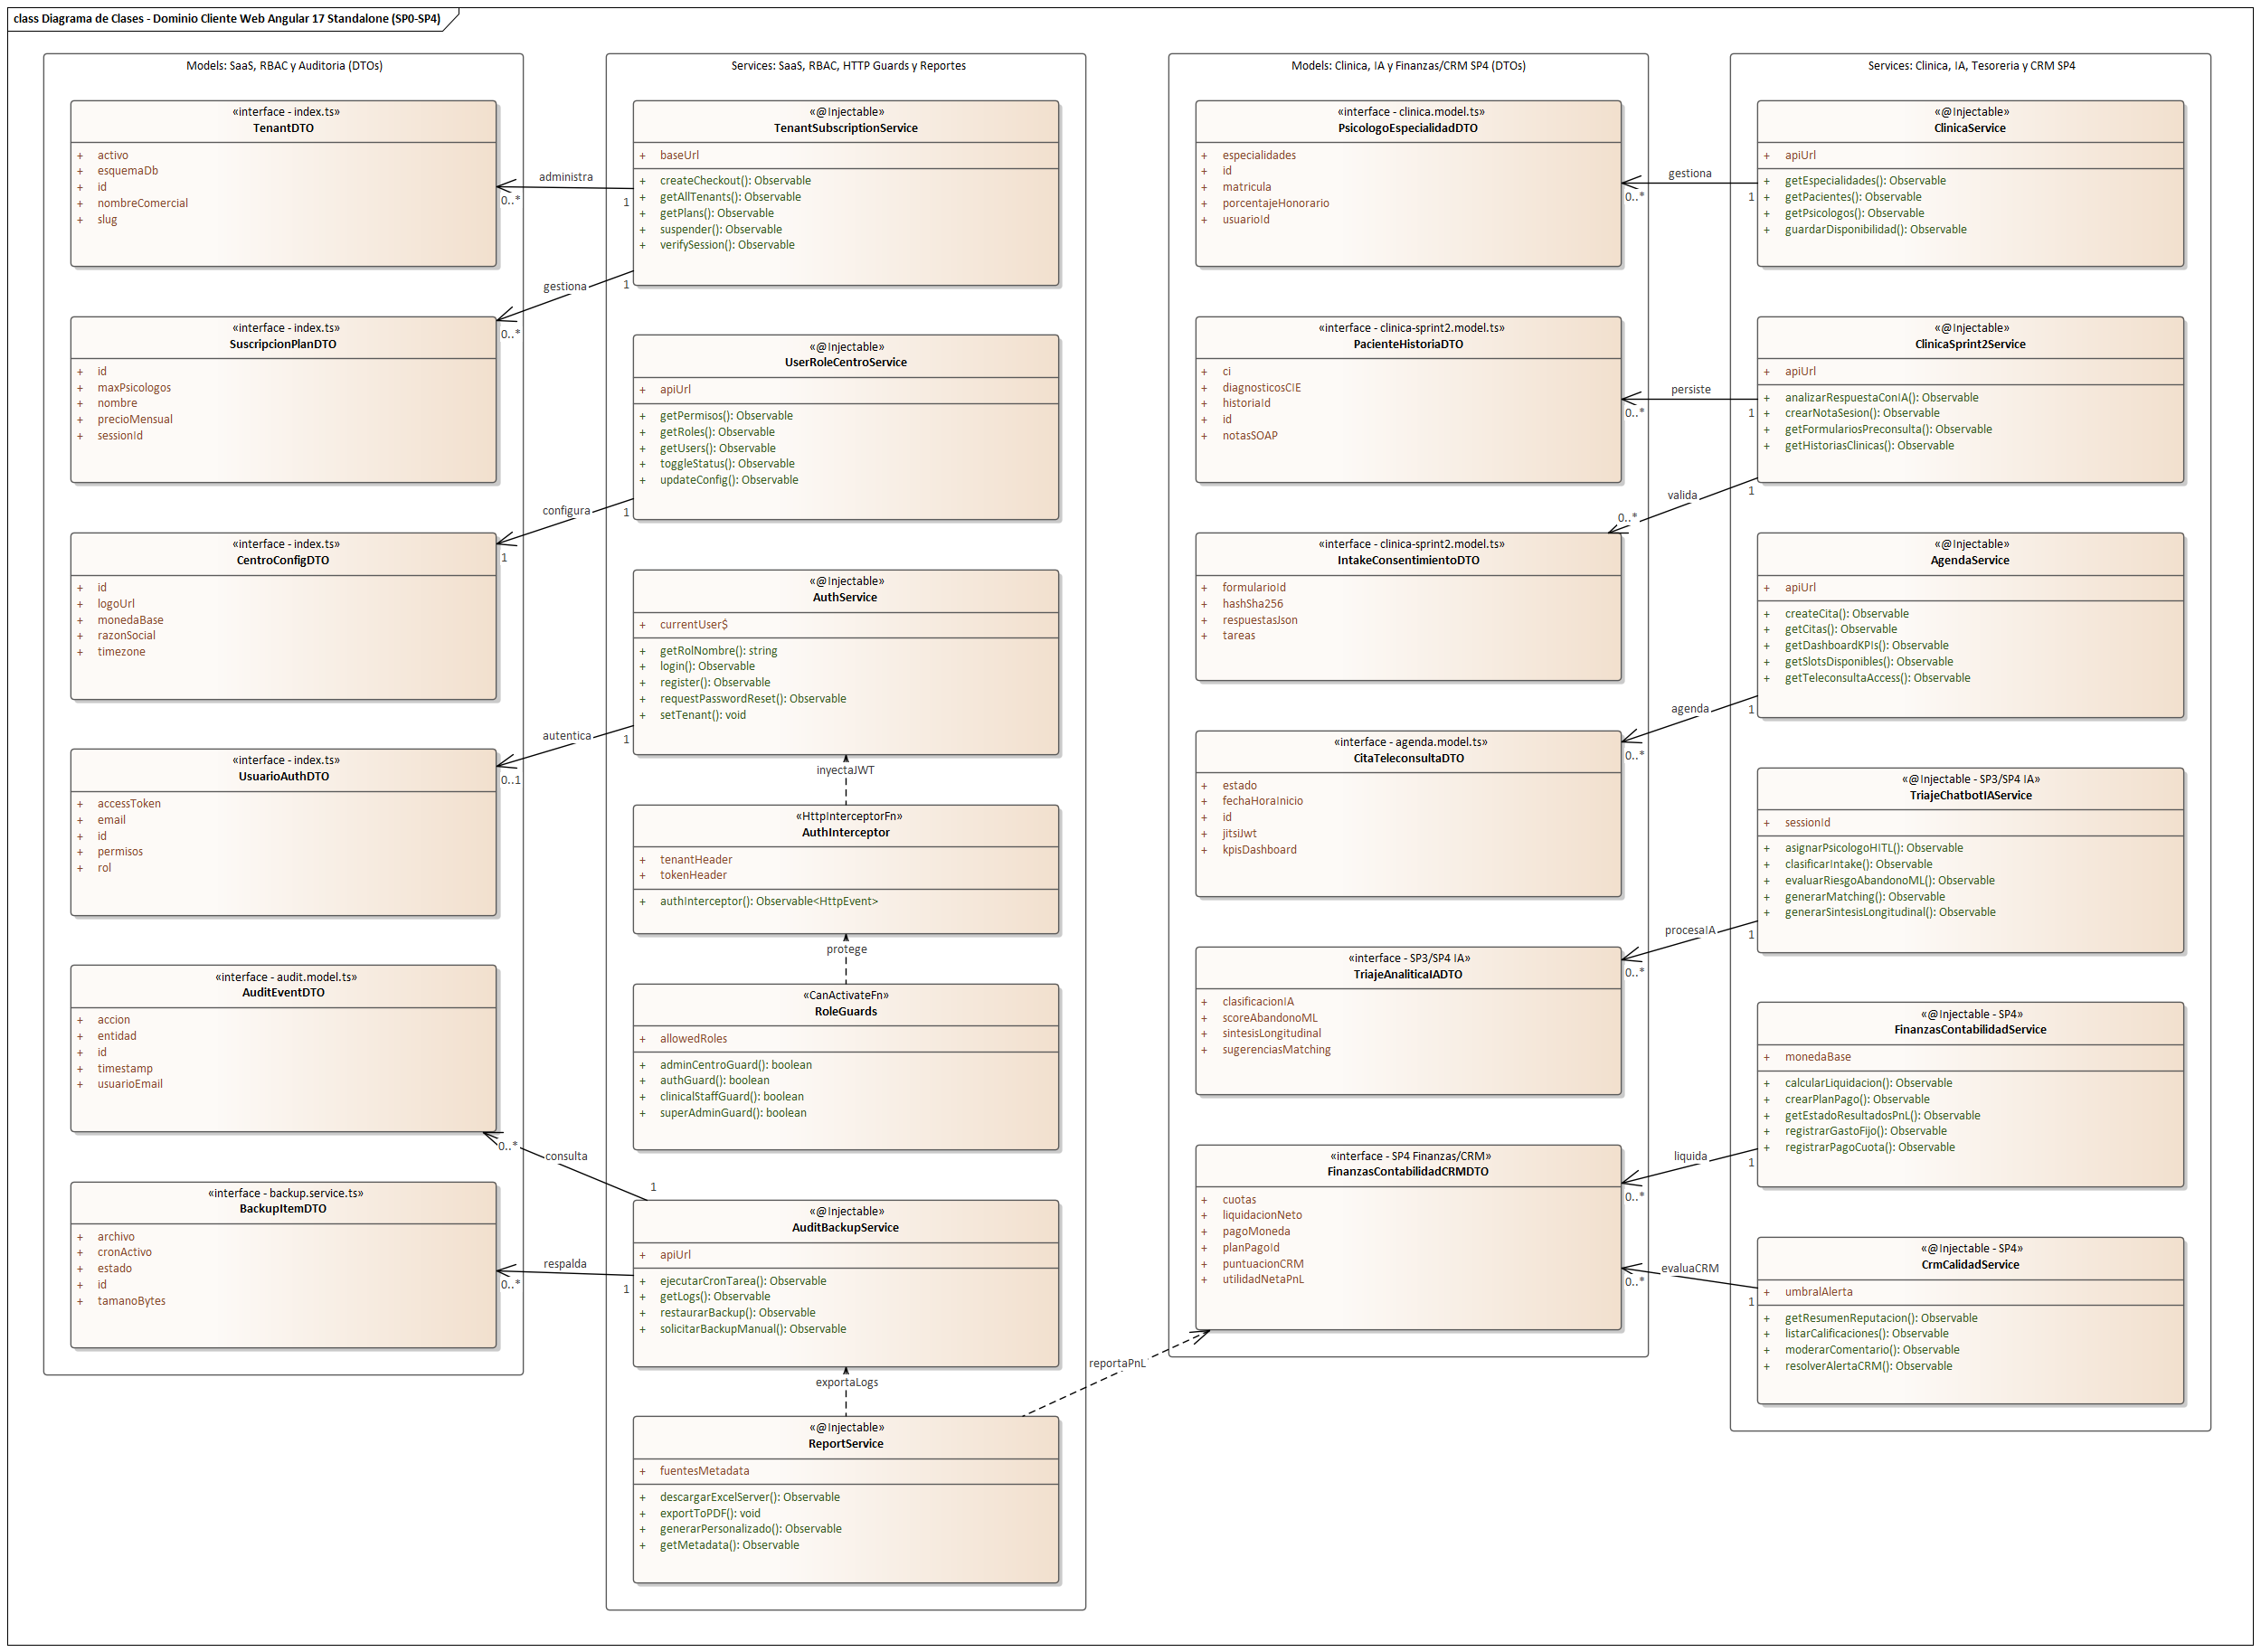 class Diagrama de Clases - Dominio Cliente Web Angular 17 Standalone (SP0-SP4)
Models: SaaS, RBAC y Auditoria (DTOs)
«interface - index.ts»
TenantDTO
+ activo
+ esquemaDb
+ id
+ nombreComercial
+ slug
«interface - index.ts»
SuscripcionPlanDTO
+ id
+ maxPsicologos
+ nombre
+ precioMensual
+ sessionId
«interface - index.ts»
CentroConfigDTO
+ id
+ logoUrl
+ monedaBase
+ razonSocial
+ timezone
«interface - index.ts»
UsuarioAuthDTO
+ accessToken
+ email
+ id
+ permisos
+ rol
«interface - audit.model.ts»
AuditEventDTO
+ accion
+ entidad
+ id
+ timestamp
+ usuarioEmail
«interface - backup.service.ts»
BackupItemDTO
+ archivo
+ cronActivo
+ estado
+ id
+ tamanoBytes
administra
0..*
1
gestiona
0..*
1
configura
1
1
autentica
0..1
1
consulta
0..*
1
respalda
0..*
1
Services: SaaS, RBAC, HTTP Guards y Reportes
«@Injectable»
TenantSubscriptionService
+ baseUrl
+ createCheckout(): Observable
+ getAllTenants(): Observable
+ getPlans(): Observable
+ suspender(): Observable
+ verifySession(): Observable
«@Injectable»
UserRoleCentroService
+ apiUrl
+ getPermisos(): Observable
+ getRoles(): Observable
+ getUsers(): Observable
+ toggleStatus(): Observable
+ updateConfig(): Observable
«@Injectable»
AuthService
+ currentUser$
+ getRolNombre(): string
+ login(): Observable
+ register(): Observable
+ requestPasswordReset(): Observable
+ setTenant(): void
inyectaJWT
«HttpInterceptorFn»
AuthInterceptor
+ tenantHeader
+ tokenHeader
+ authInterceptor(): Observable<HttpEvent>
protege
«CanActivateFn»
RoleGuards
+ allowedRoles
+ adminCentroGuard(): boolean
+ authGuard(): boolean
+ clinicalStaffGuard(): boolean
+ superAdminGuard(): boolean
«@Injectable»
AuditBackupService
+ apiUrl
+ ejecutarCronTarea(): Observable
+ getLogs(): Observable
+ restaurarBackup(): Observable
+ solicitarBackupManual(): Observable
exportaLogs
«@Injectable»
ReportService
+ fuentesMetadata
+ descargarExcelServer(): Observable
+ exportToPDF(): void
+ generarPersonalizado(): Observable
+ getMetadata(): Observable
reportaPnL
Models: Clinica, IA y Finanzas/CRM SP4 (DTOs)
«interface - clinica.model.ts»
PsicologoEspecialidadDTO
+ especialidades
+ id
+ matricula
+ porcentajeHonorario
+ usuarioId
«interface - clinica-sprint2.model.ts»
PacienteHistoriaDTO
+ ci
+ diagnosticosCIE
+ historiaId
+ id
+ notasSOAP
«interface - clinica-sprint2.model.ts»
IntakeConsentimientoDTO
+ formularioId
+ hashSha256
+ respuestasJson
+ tareas
«interface - agenda.model.ts»
CitaTeleconsultaDTO
+ estado
+ fechaHoraInicio
+ id
+ jitsiJwt
+ kpisDashboard
«interface - SP3/SP4 IA»
TriajeAnaliticaIADTO
+ clasificacionIA
+ scoreAbandonoML
+ sintesisLongitudinal
+ sugerenciasMatching
«interface - SP4 Finanzas/CRM»
FinanzasContabilidadCRMDTO
+ cuotas
+ liquidacionNeto
+ pagoMoneda
+ planPagoId
+ puntuacionCRM
+ utilidadNetaPnL
gestiona
0..*
1
persiste
0..*
1
valida
0..*
1
agenda
0..*
1
procesaIA
0..*
1
liquida
0..*
1
evaluaCRM
0..*
1
Services: Clinica, IA, Tesoreria y CRM SP4
«@Injectable»
ClinicaService
+ apiUrl
+ getEspecialidades(): Observable
+ getPacientes(): Observable
+ getPsicologos(): Observable
+ guardarDisponibilidad(): Observable
«@Injectable»
ClinicaSprint2Service
+ apiUrl
+ analizarRespuestaConIA(): Observable
+ crearNotaSesion(): Observable
+ getFormulariosPreconsulta(): Observable
+ getHistoriasClinicas(): Observable
«@Injectable»
AgendaService
+ apiUrl
+ createCita(): Observable
+ getCitas(): Observable
+ getDashboardKPIs(): Observable
+ getSlotsDisponibles(): Observable
+ getTeleconsultaAccess(): Observable
«@Injectable - SP3/SP4 IA»
TriajeChatbotIAService
+ sessionId
+ asignarPsicologoHITL(): Observable
+ clasificarIntake(): Observable
+ evaluarRiesgoAbandonoML(): Observable
+ generarMatching(): Observable
+ generarSintesisLongitudinal(): Observable
«@Injectable - SP4»
FinanzasContabilidadService
+ monedaBase
+ calcularLiquidacion(): Observable
+ crearPlanPago(): Observable
+ getEstadoResultadosPnL(): Observable
+ registrarGastoFijo(): Observable
+ registrarPagoCuota(): Observable
«@Injectable - SP4»
CrmCalidadService
+ umbralAlerta
+ getResumenReputacion(): Observable
+ listarCalificaciones(): Observable
+ moderarComentario(): Observable
+ resolverAlertaCRM(): Observable